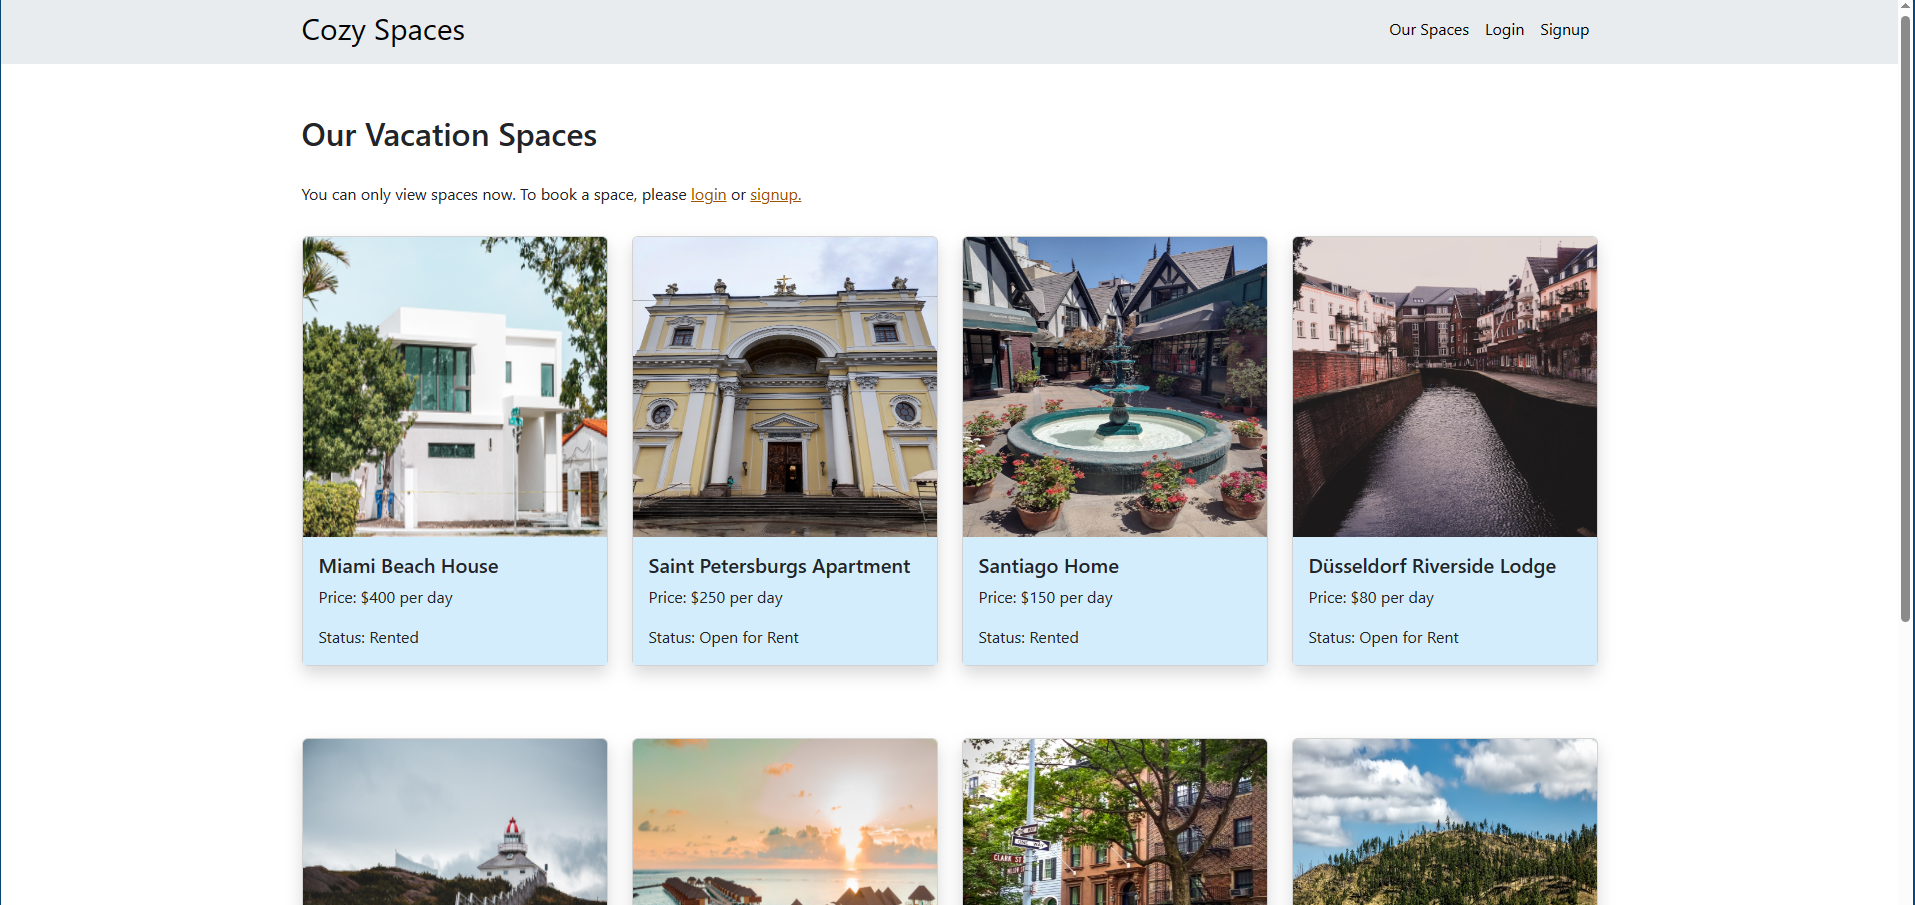 Cozy Spaces
Our Spaces Login Signup
Our Vacation Spaces
You can only view spaces now. To book a space, please login or signup.
Miami Beach House
Price: $400 per day
Status: Rented
Saint Petersburgs Apartment
Price: $250 per day
Status: Open for Rent
Santiago Home
Price: $150 per day
Status: Rented
Düsseldorf Riverside Lodge
Price: $80 per day
Status: Open for Rent
CLARK ST